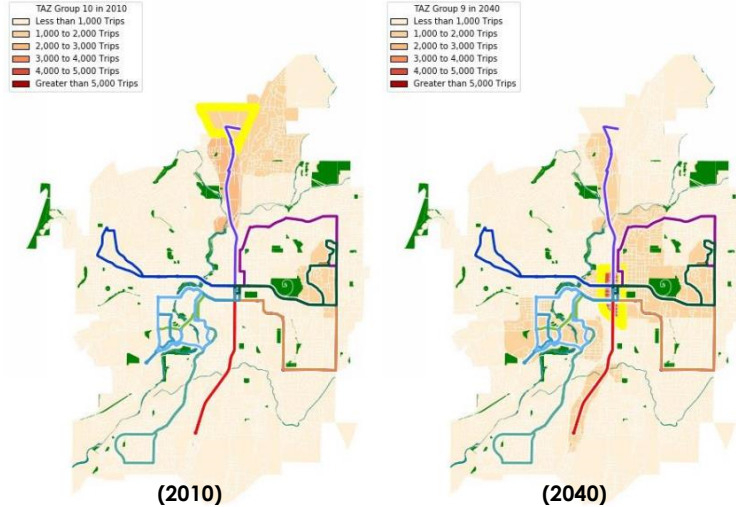 TAZ Group 10 in 2010
Less than 1,000 Trips
1,000 to 2,000 Trips
2,000 to 3,000 Trips
3,000 to 4,000 Trips
4,000 to 5,000 Trips
Greater than 5,000 Trips
(2010)
TAZ Group 9 in 2040
Less than 1,000 Trips
1,000 to 2,000 Trips
2,000 to 3,000 Trips
3,000 to 4,000 Trips
4,000 to 5,000 Trips
Greater than 5,000 Trips
(2040)